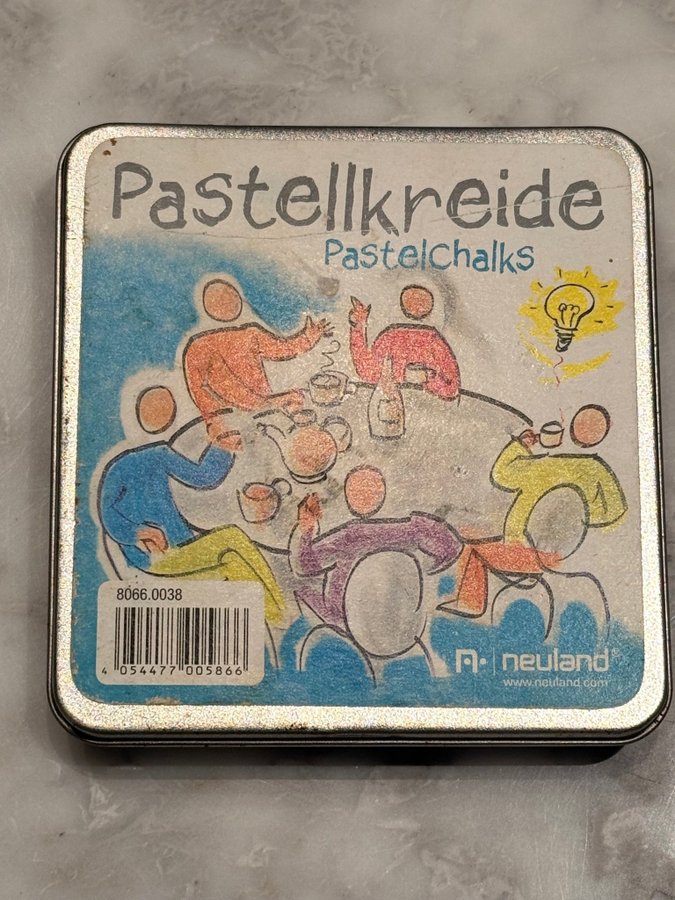 Pastellkreide
PastelChalks
8066.0038
4 054477 005866
n. neuland®
www.neuland.com